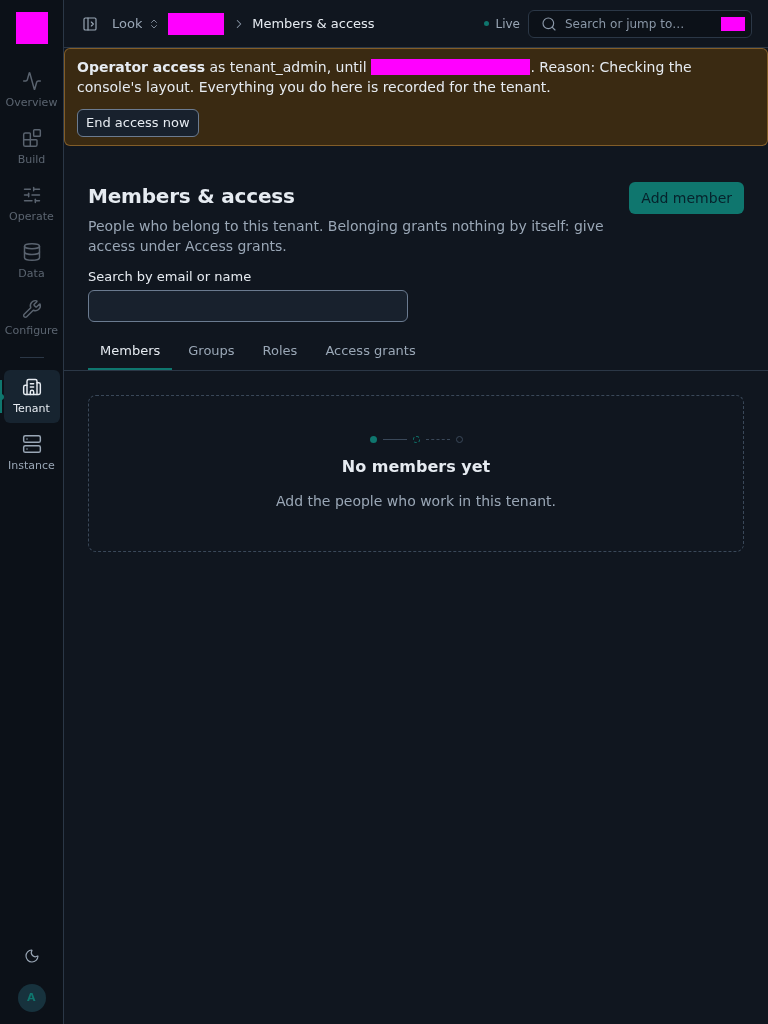 Look
Members & access
Live
Search or jump to…
Overview
Build
Operate
Data
Configure
Tenant
Instance
A
Operator access as tenant_admin, until . Reason: Checking the
console's layout. Everything you do here is recorded for the tenant.
End access now
Members & access
Add member
People who belong to this tenant. Belonging grants nothing by itself: give
access under Access grants.
Search by email or name
Members
Groups
Roles
Access grants
No members yet
Add the people who work in this tenant.